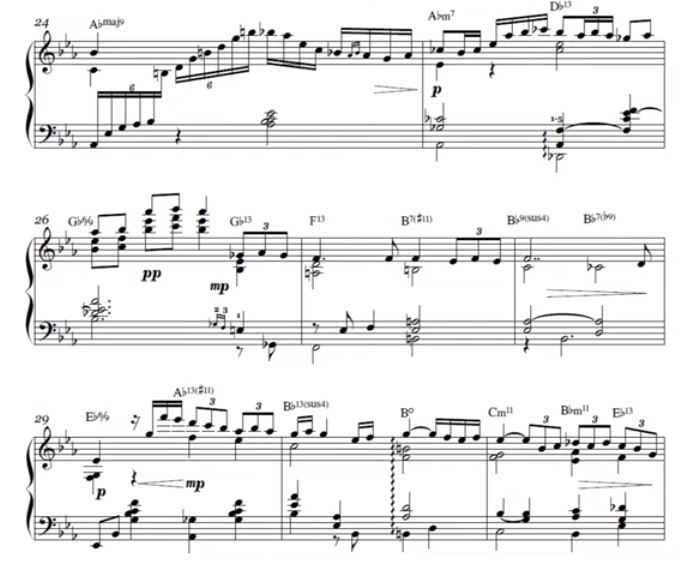 24 A♭maj9 A♭m7 D♭13
6 6
p
1-5
26 G♭6/9 G♭13 F13 B7(♯11) B♭9(sus4) B♭7(♭9)
3 3
pp
mp
2 3
29 E♭6/9 A♭13(♯11) B♭13(sus4) B° Cm11 B♭m11 E♭13
3 3 3 3
p mp